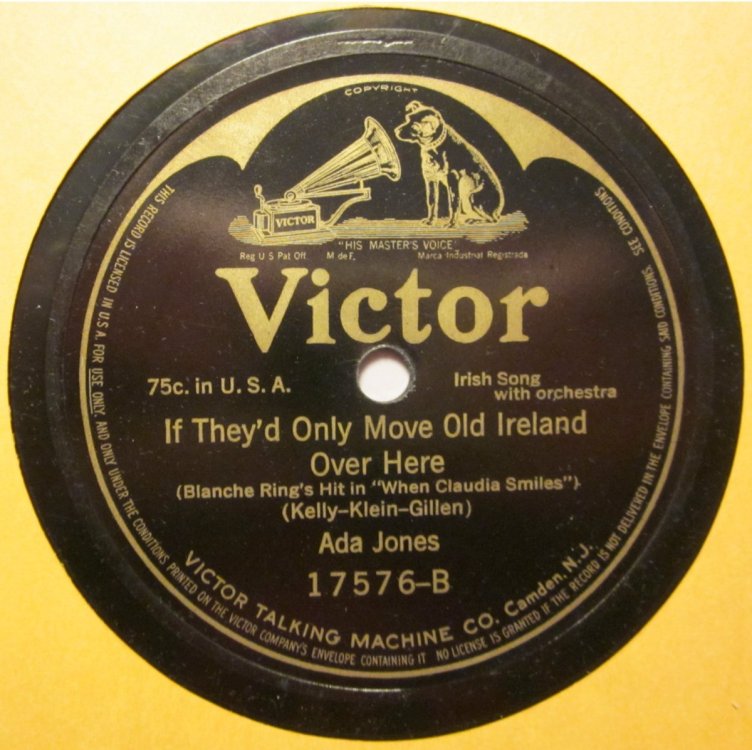 COPYRIGHT
VICTOR
"HIS MASTER'S VOICE"
Reg U S Pat Off. M de F. Marca Industrial Registrada
Victor
75c. in U. S. A.
Irish Song
with orchestra
If They'd Only Move Old Ireland
Over Here
(Blanche Ring's Hit in "When Claudia Smiles")
(Kelly-Klein-Gillen)
Ada Jones
17576-B
VICTOR TALKING MACHINE CO. Camden. N.J.
THIS RECORD IS LICENSED IN U.S.A. FOR USE ONLY, AND ONLY UNDER THE CONDITIONS PRINTED ON THE VICTOR COMPANY'S ENVELOPE CONTAINING IT NO LICENSE IS GRANTED IF THE RECORD IS NOT DELIVERED IN THE ENVELOPE CONTAINING SAID CONDITIONS. SEE CONDITIONS